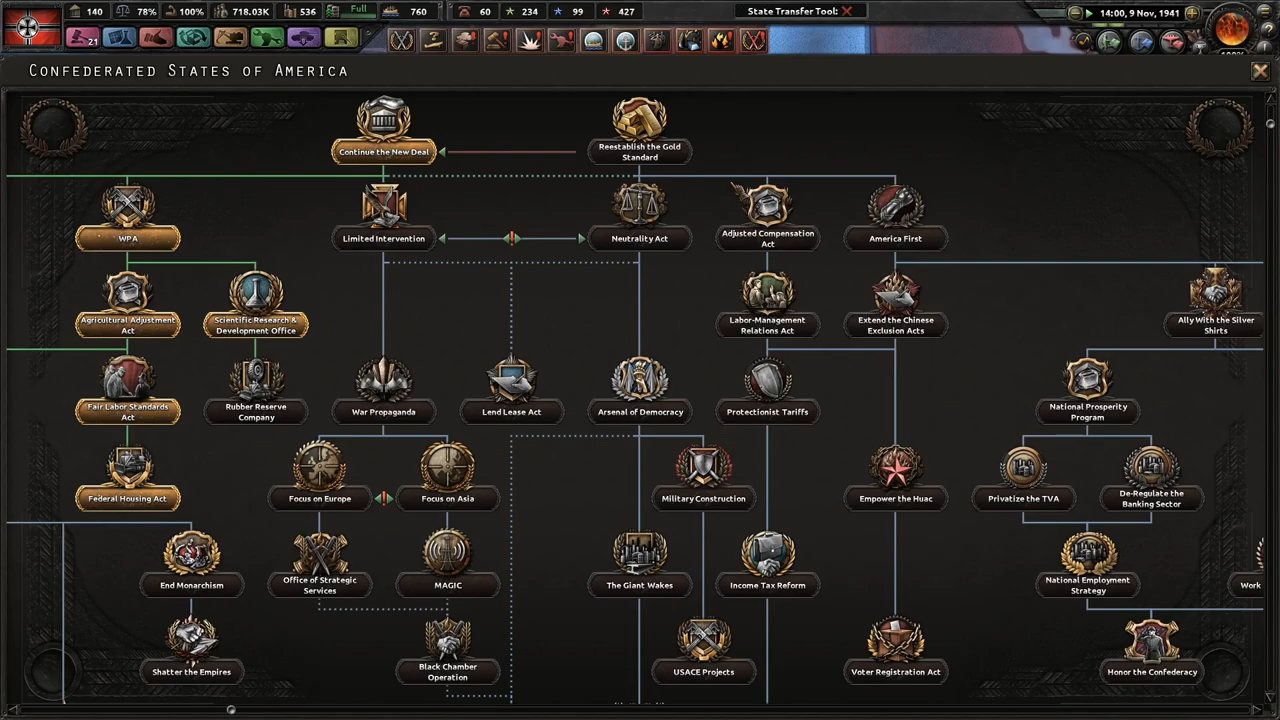 140
78%
100%
718.03K
536
Full
760
60
234
99
427
State Transfer Tool:
14:00, 9 Nov, 1941
21
Confederated States of America
Continue the New Deal
Reestablish the Gold
Standard
WPA
Limited Intervention
Neutrality Act
Adjusted Compensation
Act
America First
Agricultural Adjustment
Act
Scientific Research &
Development Office
Labor-Management
Relations Act
Extend the Chinese
Exclusion Acts
Ally With the Silver
Shirts
Fair Labor Standards
Act
Rubber Reserve
Company
War Propaganda
Lend Lease Act
Arsenal of Democracy
Protectionist Tariffs
National Prosperity
Program
Federal Housing Act
Focus on Europe
Focus on Asia
Military Construction
Empower the Huac
Privatize the TVA
De-Regulate the
Banking Sector
End Monarchism
Office of Strategic
Services
MAGIC
The Giant Wakes
Income Tax Reform
National Employment
Strategy
Work
Shatter the Empires
Black Chamber
Operation
USACE Projects
Voter Registration Act
Honor the Confederacy